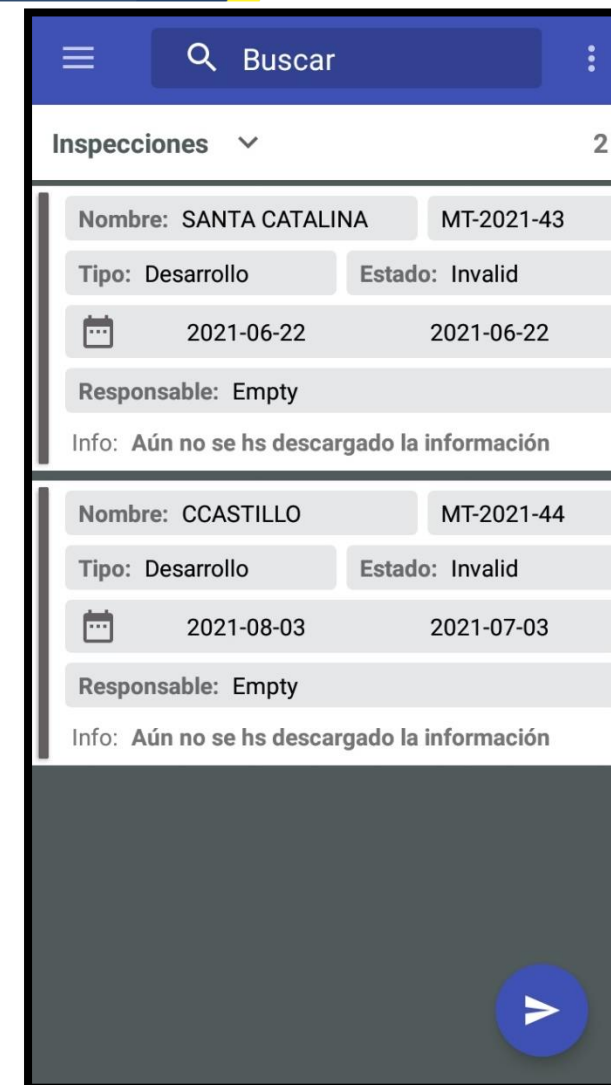 Buscar
Inspecciones 2
Nombre: SANTA CATALINA MT-2021-43
Tipo: Desarrollo Estado: Invalid
2021-06-22 2021-06-22
Responsable: Empty
Info: Aún no se hs descargado la información
Nombre: CCASTILLO MT-2021-44
Tipo: Desarrollo Estado: Invalid
2021-08-03 2021-07-03
Responsable: Empty
Info: Aún no se hs descargado la información